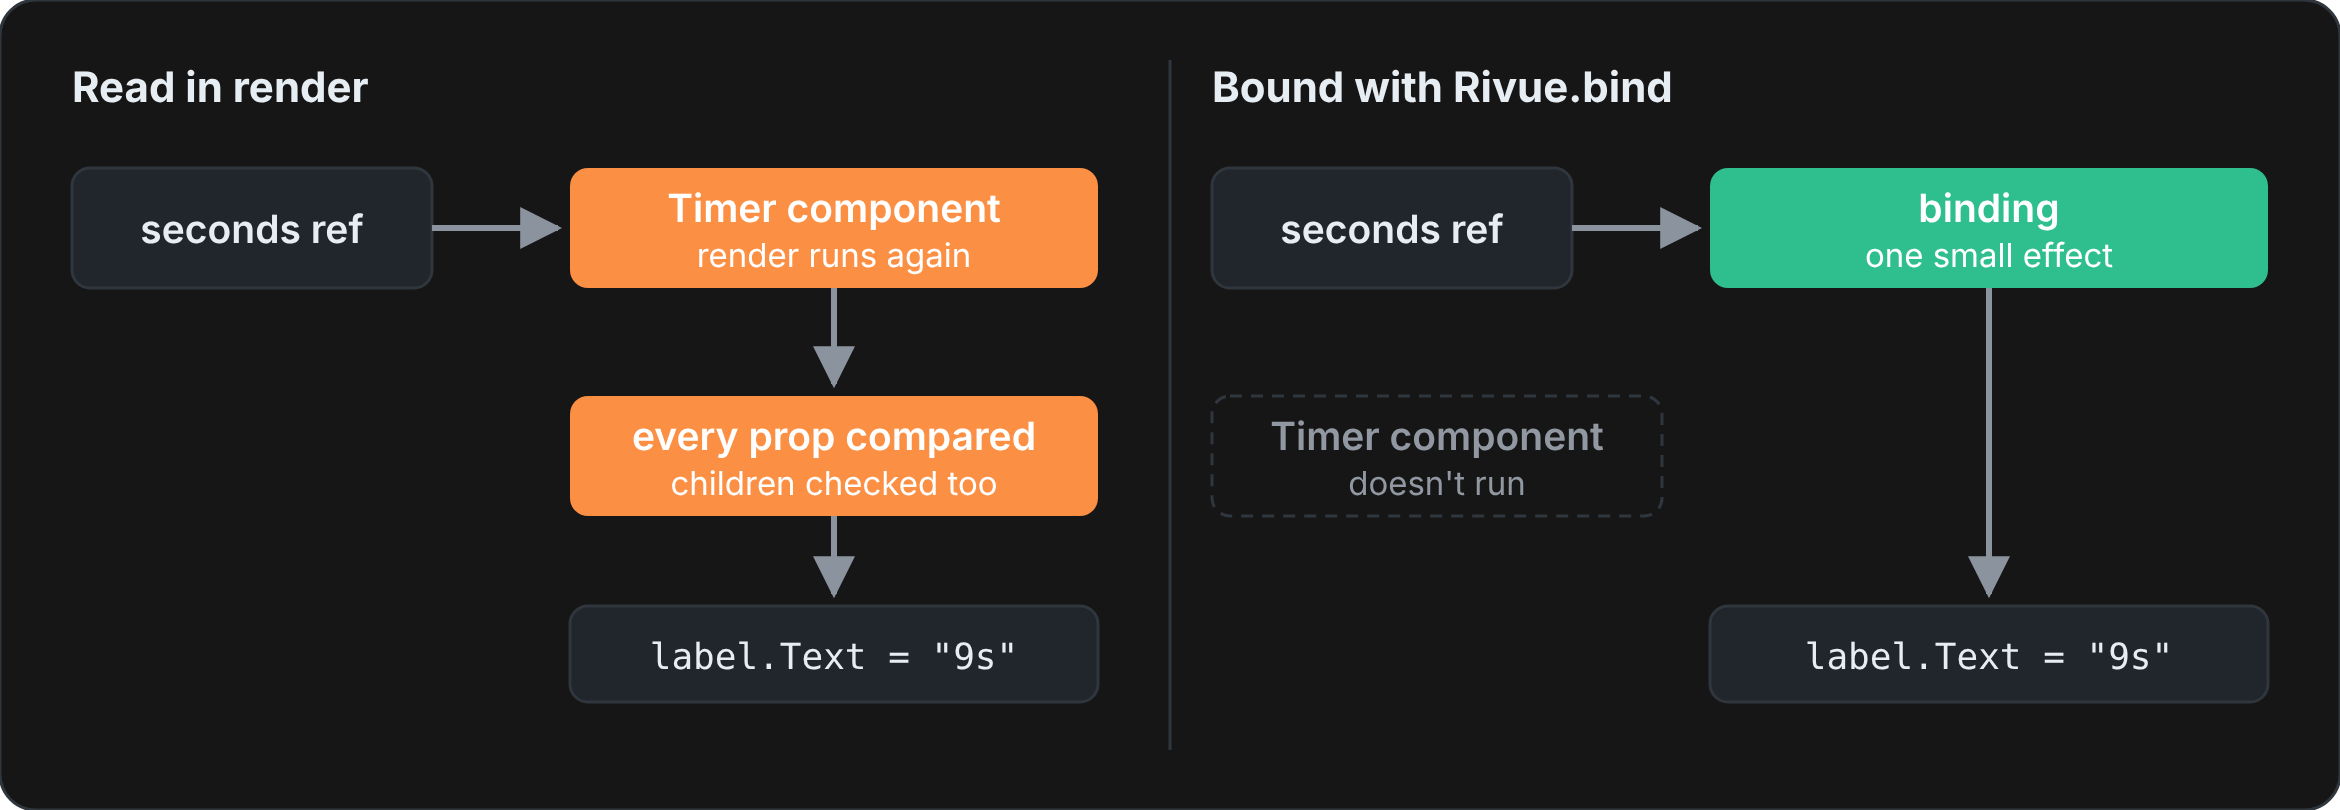 Read in render
seconds ref
Timer component
render runs again
every prop compared
children checked too
label.Text = "9s"
Bound with Rivue.bind
seconds ref
binding
one small effect
Timer component
doesn't run
label.Text = "9s"